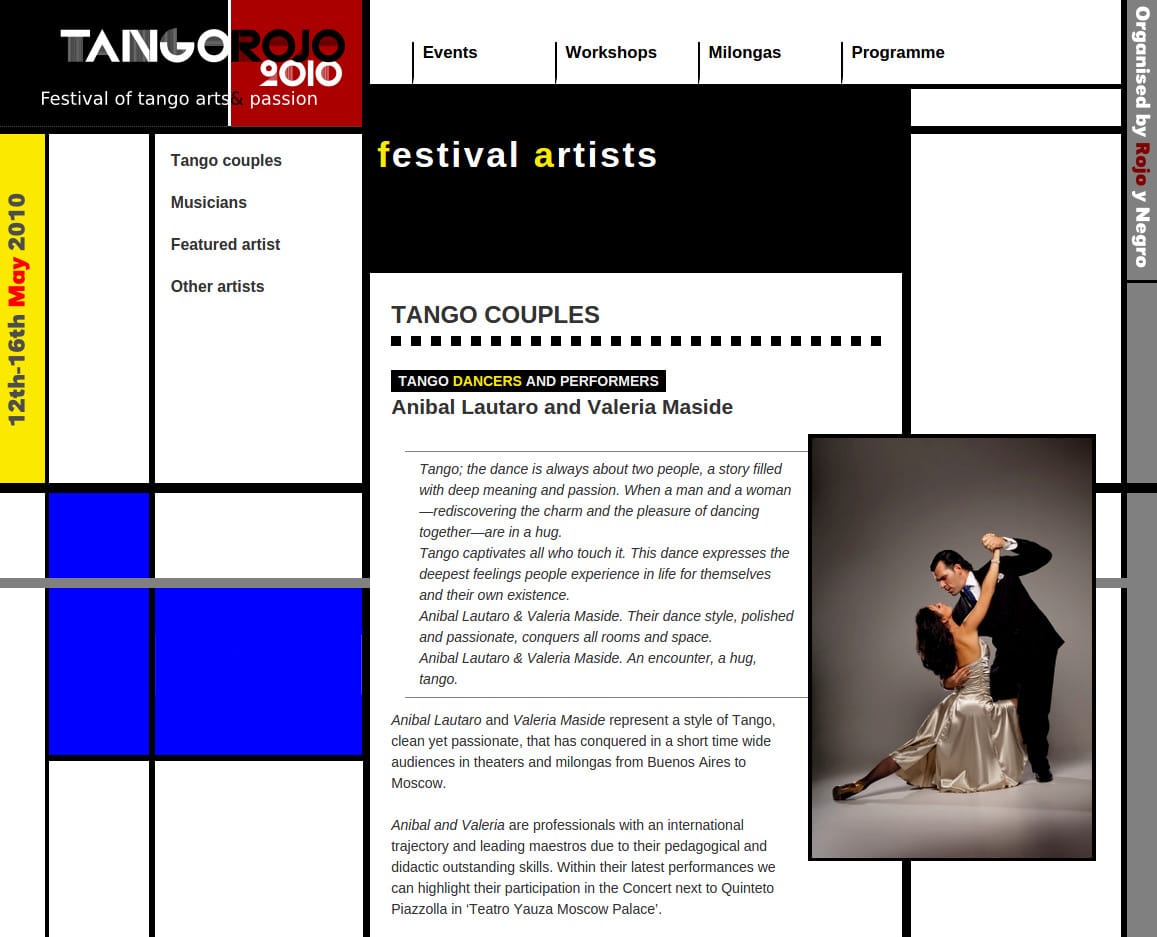 TANGO ROJO
2010
Festival of tango arts & passion
Events
Workshops
Milongas
Programme
Organised by Rojo y Negro
12th-16th May 2010
Tango couples
Musicians
Featured artist
Other artists
festival artists
TANGO COUPLES
TANGO DANCERS AND PERFORMERS
Anibal Lautaro and Valeria Maside
Tango; the dance is always about two people, a story filled
with deep meaning and passion. When a man and a woman
—rediscovering the charm and the pleasure of dancing
together—are in a hug.
Tango captivates all who touch it. This dance expresses the
deepest feelings people experience in life for themselves
and their own existence.
Anibal Lautaro & Valeria Maside. Their dance style, polished
and passionate, conquers all rooms and space.
Anibal Lautaro & Valeria Maside. An encounter, a hug,
tango.
Anibal Lautaro and Valeria Maside represent a style of Tango,
clean yet passionate, that has conquered in a short time wide
audiences in theaters and milongas from Buenos Aires to
Moscow.
Anibal and Valeria are professionals with an international
trajectory and leading maestros due to their pedagogical and
didactic outstanding skills. Within their latest performances we
can highlight their participation in the Concert next to Quinteto
Piazzolla in ‘Teatro Yauza Moscow Palace’.